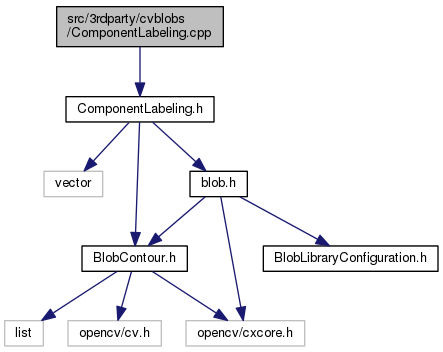 src/3rdparty/cvblobs
/ComponentLabeling.cpp
ComponentLabeling.h
vector
blob.h
BlobContour.h
BlobLibraryConfiguration.h
list
opencv/cv.h
opencv/cxcore.h